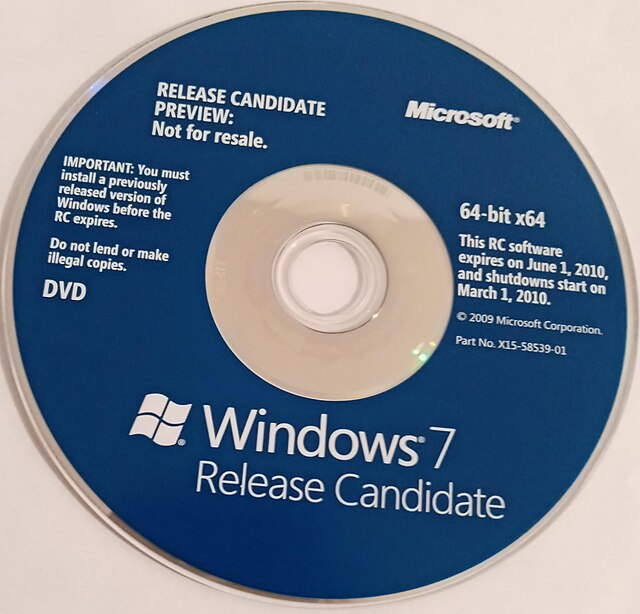 RELEASE CANDIDATE
PREVIEW:
Not for resale.
Microsoft®
IMPORTANT: You must
install a previously
released version of
Windows before the
RC expires.
Do not lend or make
illegal copies.
DVD
64-bit x64
This RC software
expires on June 1, 2010,
and shutdowns start on
March 1, 2010.
© 2009 Microsoft Corporation.
Part No. X15-58539-01
Windows® 7
Release Candidate